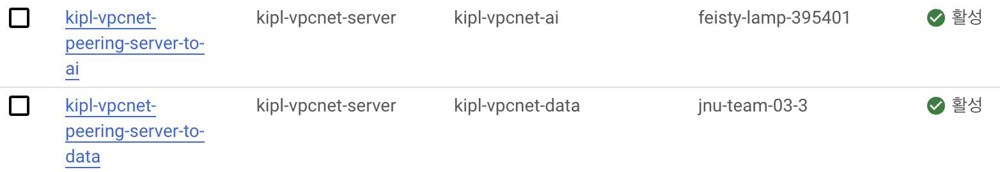 kipl-vpcnet- kipl-vpcnet-server kipl-vpcnet-ai feisty-lamp-395401 활성
peering-server-to-
ai
kipl-vpcnet- kipl-vpcnet-server kipl-vpcnet-data jnu-team-03-3 활성
peering-server-to-
data